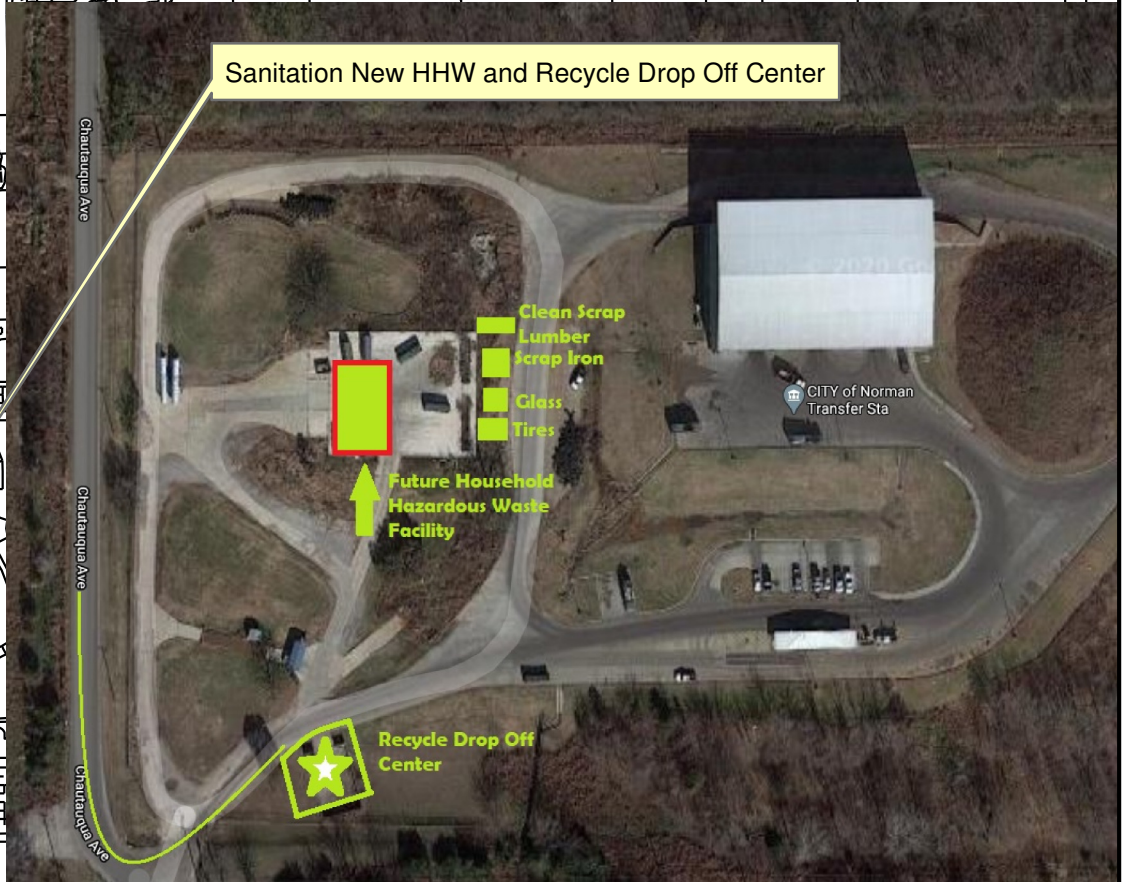 Sanitation New HHW and Recycle Drop Off Center
Chautauqua Ave
Clean Scrap
Lumber
Scrap Iron
Glass
Tires
CITY of Norman
Transfer Sta
Future Household
Hazardous Waste
Facility
Chautauqua Ave
Recycle Drop Off
Center
Chautauqua Ave